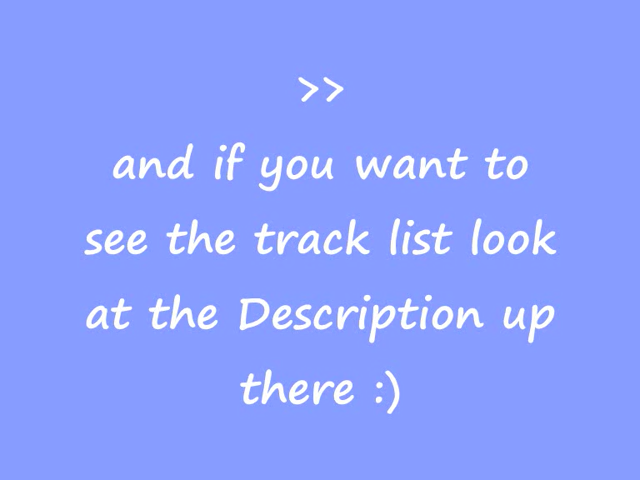 >>
and if you want to
see the track list look
at the Description up
there :)